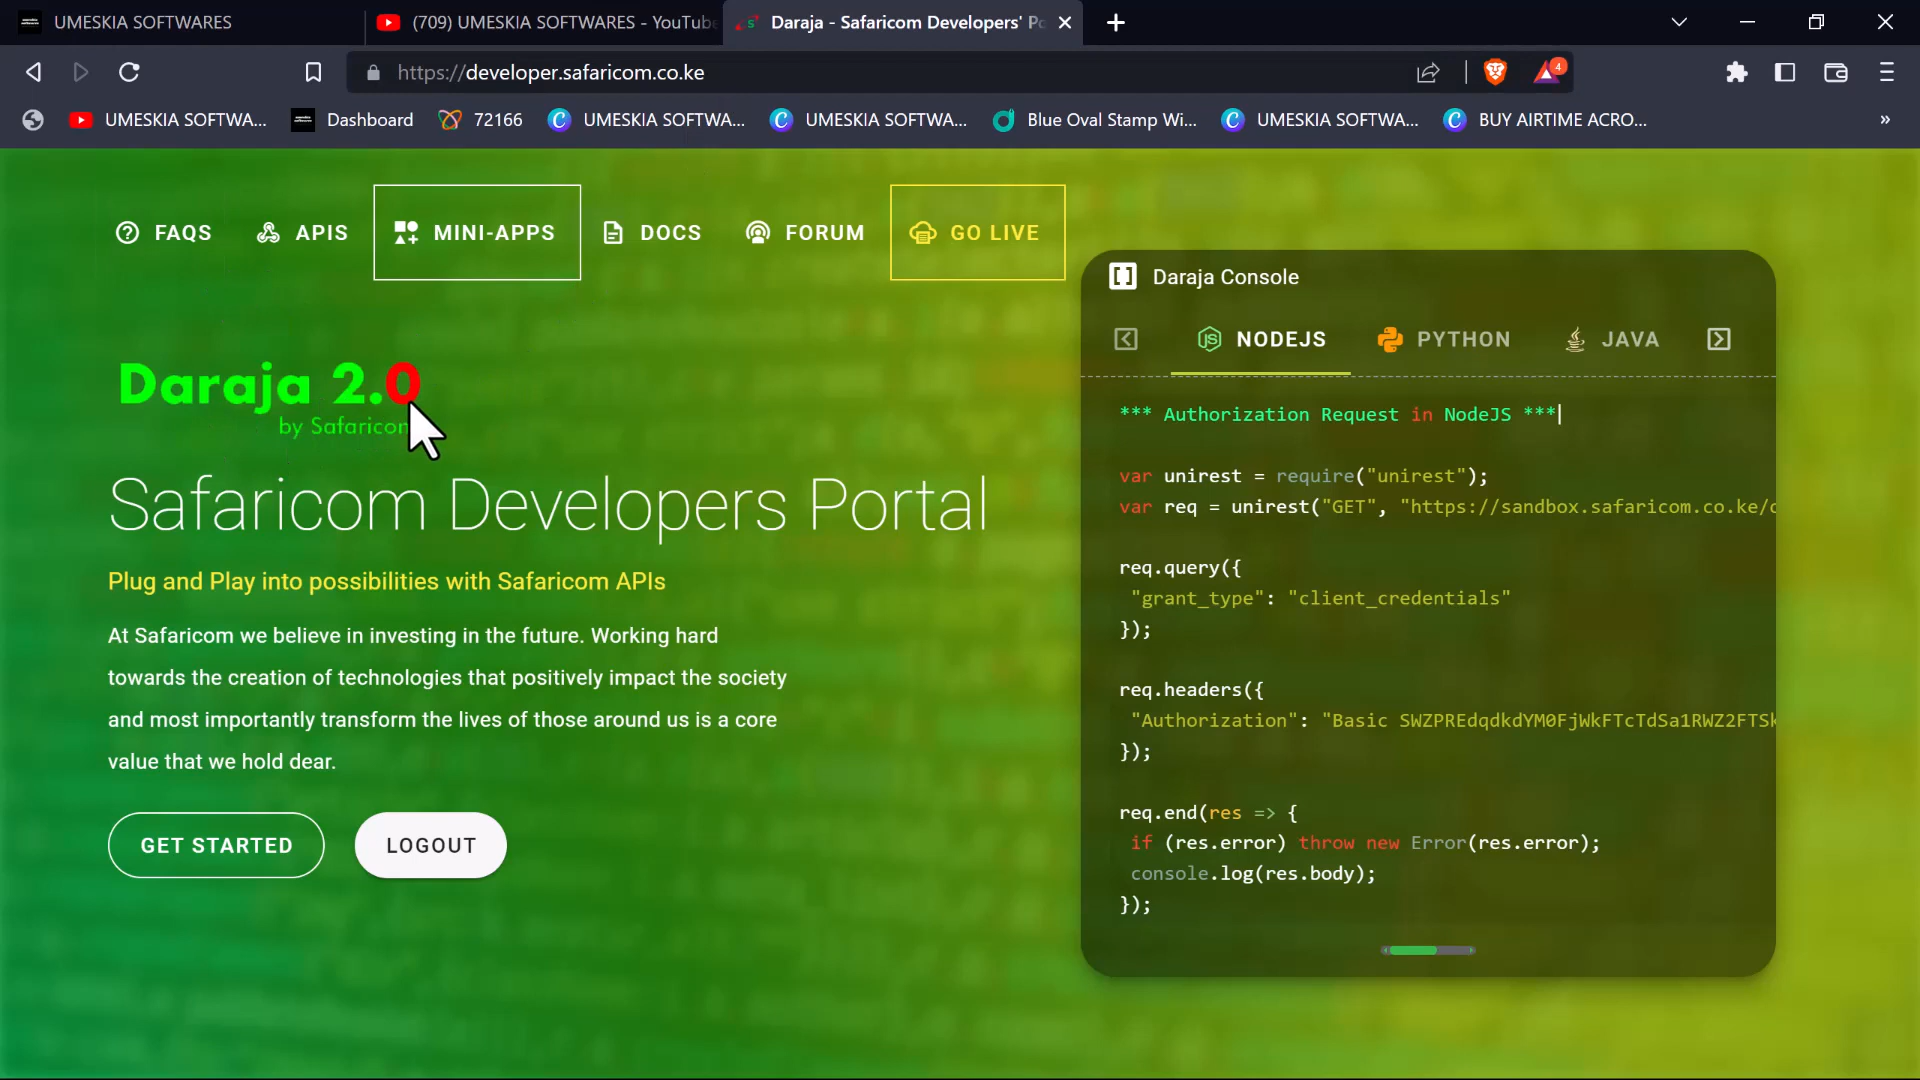 UMESKIA SOFTWARES
(709) UMESKIA SOFTWARES - YouTube
Daraja - Safaricom Developers' Po
https://developer.safaricom.co.ke
4
UMESKIA SOFTWA...
Dashboard
72166
UMESKIA SOFTWA...
UMESKIA SOFTWA...
Blue Oval Stamp Wi...
UMESKIA SOFTWA...
BUY AIRTIME ACRO...
»
FAQS
APIS
MINI-APPS
DOCS
FORUM
GO LIVE
Daraja 2.0
by Safaricom
Safaricom Developers Portal
Plug and Play into possibilities with Safaricom APIs
At Safaricom we believe in investing in the future. Working hard
towards the creation of technologies that positively impact the society
and most importantly transform the lives of those around us is a core
value that we hold dear.
GET STARTED
LOGOUT
Daraja Console
NODEJS
PYTHON
JAVA
*** Authorization Request in NodeJS ***|
var unirest = require("unirest");
var req = unirest("GET", "https://sandbox.safaricom.co.ke/o
req.query({
"grant_type": "client_credentials"
});
req.headers({
"Authorization": "Basic SWZPREdqdkdYM0FjWkFTcTdSa1RWZ2FTSk
});
req.end(res => {
if (res.error) throw new Error(res.error);
console.log(res.body);
});